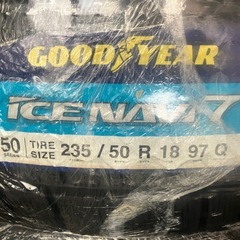 GOODYEAR
ICE NAVI 7
50
TIRE SIZE 235 / 50 R 18 97 Q